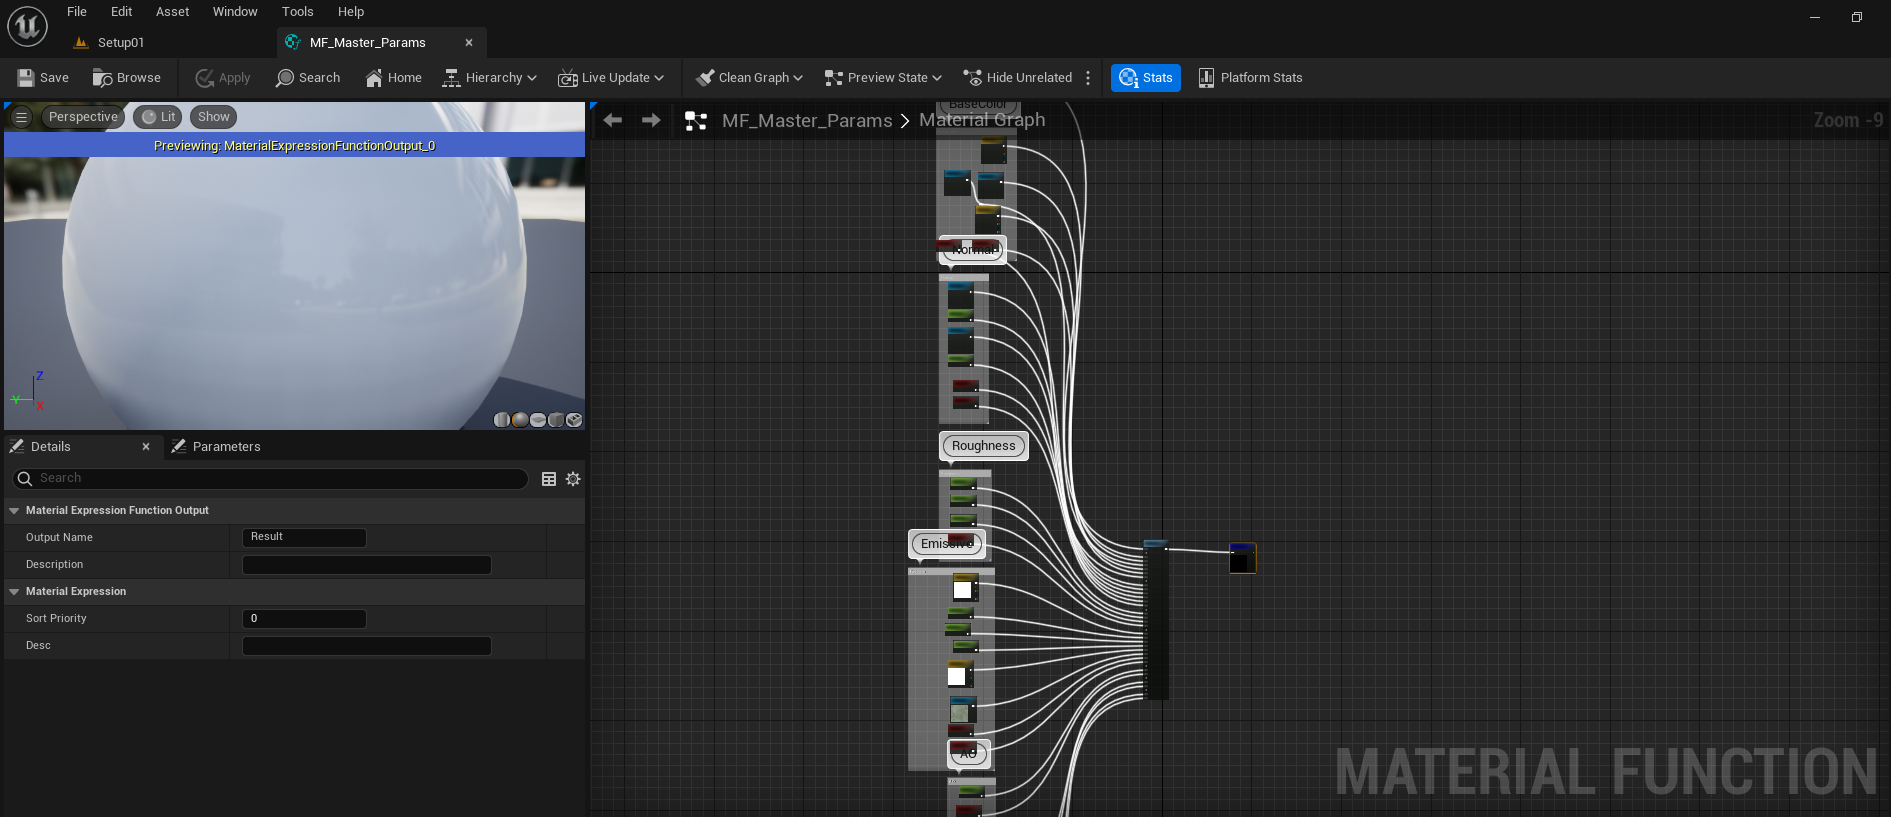 File Edit Asset Window Tools Help
Setup01
MF_Master_Params
Save Browse Apply Search Home Hierarchy Live Update Clean Graph Preview State Hide Unrelated Stats Platform Stats
Perspective Lit Show
Previewing: MaterialExpressionFunctionOutput_0
Z
Y
X
Details
Parameters
Search
Material Expression Function Output
Output Name Result
Description
Material Expression
Sort Priority 0
Desc
BaseColor
MF_Master_Params > Material Graph
Zoom -9
Normal
Roughness
Emissive
AO
MATERIAL FUNCTION